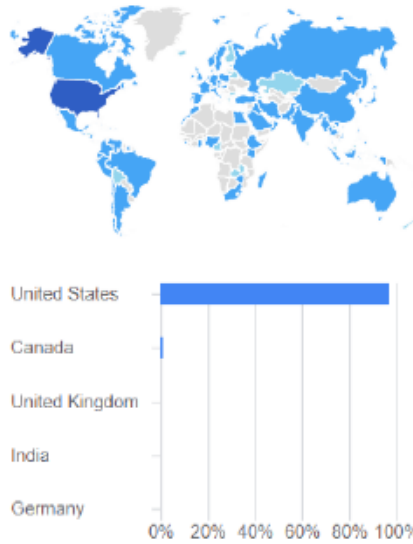 United States
Canada
United Kingdom
India
Germany
0% 20% 40% 60% 80% 100%